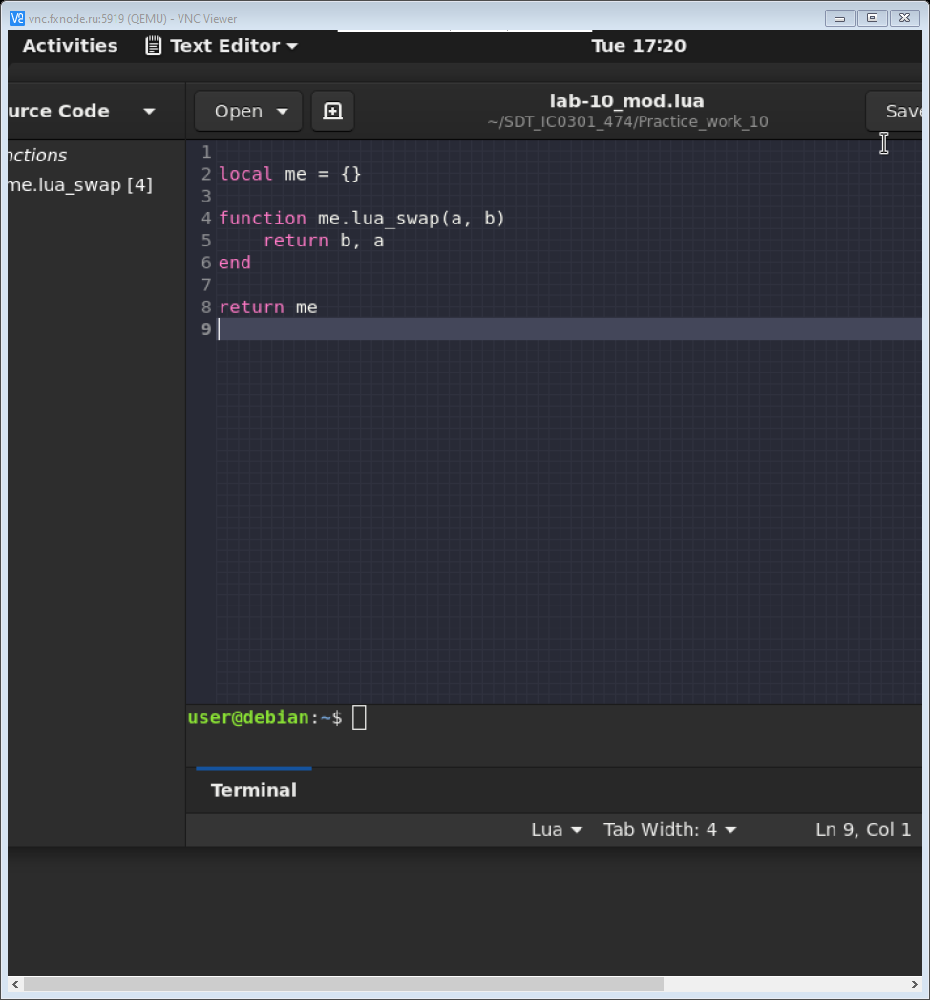 vnc.fxnode.ru:5919 (QEMU) - VNC Viewer
Activities Text Editor Tue 17:20
urce Code Open lab-10_mod.lua Save
~/SDT_IC0301_474/Practice_work_10
nctions
me.lua_swap [4]
1
2 local me = {}
3
4 function me.lua_swap(a, b)
5     return b, a
6 end
7
8 return me
9
user@debian:~$
Terminal
Lua Tab Width: 4 Ln 9, Col 1